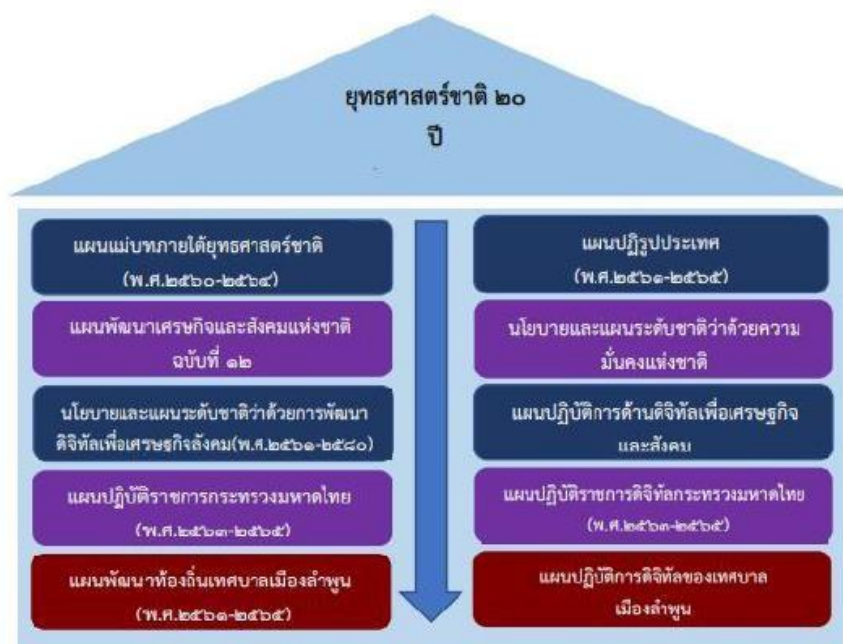 ยุทธศาสตร์ชาติ ๒๐
ปี
แผนแม่บทภายใต้ยุทธศาสตร์ชาติ
(พ.ศ.๒๕๖๐-๒๕๖๔)
แผนปฏิรูปประเทศ
(พ.ศ.๒๕๖๑-๒๕๖๕)
แผนพัฒนาเศรษฐกิจและสังคมแห่งชาติ
ฉบับที่ ๑๒
นโยบายและแผนระดับชาติว่าด้วยความ
มั่นคงแห่งชาติ
นโยบายและแผนระดับชาติว่าด้วยการพัฒนา
ดิจิทัลเพื่อเศรษฐกิจสังคม(พ.ศ.๒๕๖๑-๒๕๘๐)
แผนปฏิบัติการด้านดิจิทัลเพื่อเศรษฐกิจ
และสังคม
แผนปฏิบัติราชการกระทรวงมหาดไทย
(พ.ศ.๒๕๖๓-๒๕๖๕)
แผนปฏิบัติราชการดิจิทัลกระทรวงมหาดไทย
(พ.ศ.๒๕๖๓-๒๕๖๕)
แผนพัฒนาท้องถิ่นเทศบาลเมืองลำพูน
(พ.ศ.๒๕๖๑-๒๕๖๕)
แผนปฏิบัติการดิจิทัลของเทศบาล
เมืองลำพูน